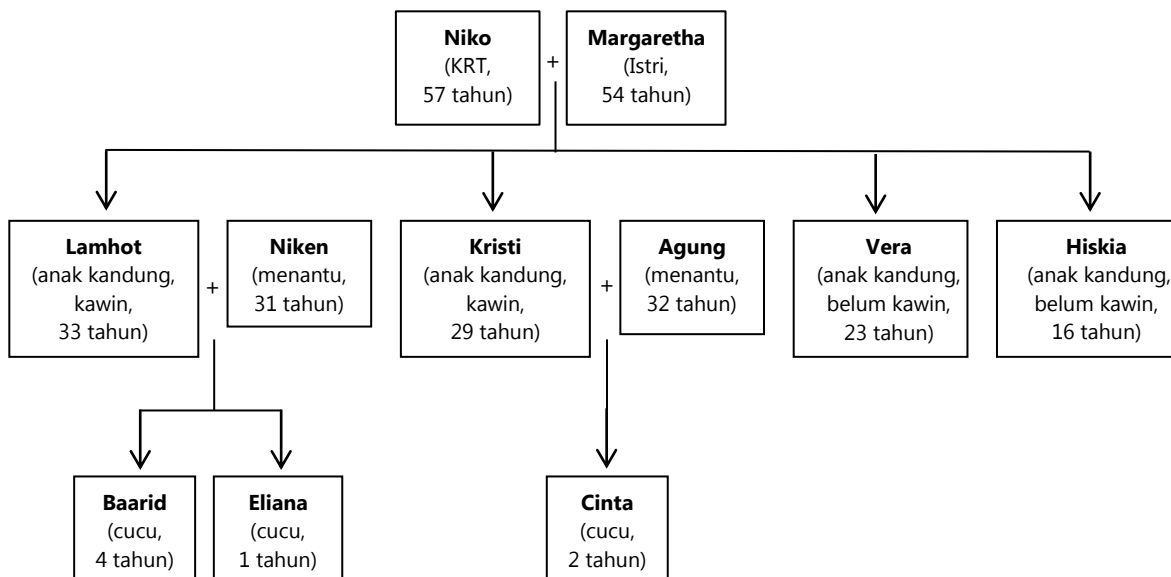 Niko
(KRT,
57 tahun)
+
Margaretha
(Istri,
54 tahun)
Lamhot
(anak kandung,
kawin,
33 tahun)
+
Niken
(menantu,
31 tahun)
Kristi
(anak kandung,
kawin,
29 tahun)
+
Agung
(menantu,
32 tahun)
Vera
(anak kandung,
belum kawin,
23 tahun)
Hiskia
(anak kandung,
belum kawin,
16 tahun)
Baarid
(cucu,
4 tahun)
Eliana
(cucu,
1 tahun)
Cinta
(cucu,
2 tahun)